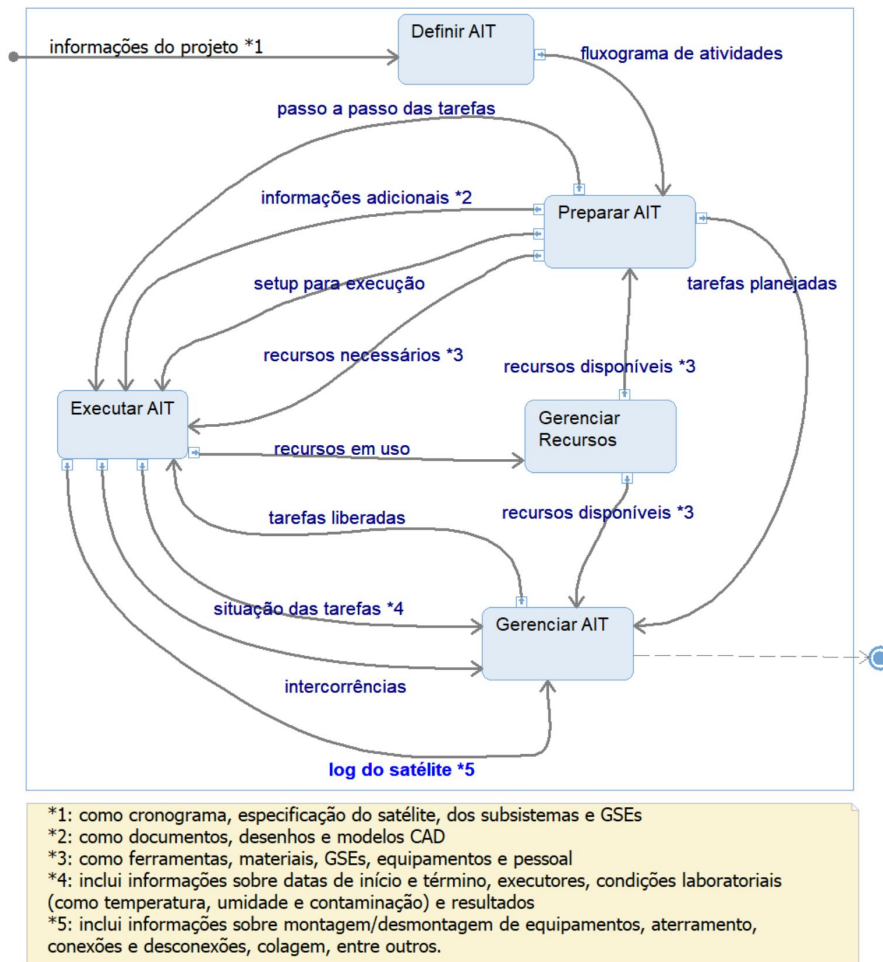 Definir AIT
informações do projeto *1
fluxograma de atividades
passo a passo das tarefas
informações adicionais *2
Preparar AIT
setup para execução
tarefas planejadas
recursos necessários *3
recursos disponíveis *3
Executar AIT
Gerenciar
Recursos
recursos em uso
recursos disponíveis *3
tarefas liberadas
situação das tarefas *4
Gerenciar AIT
intercorrências
log do satélite *5
*1: como cronograma, especificação do satélite, dos subsistemas e GSEs
*2: como documentos, desenhos e modelos CAD
*3: como ferramentas, materiais, GSEs, equipamentos e pessoal
*4: inclui informações sobre datas de início e término, executores, condições laboratoriais
(como temperatura, umidade e contaminação) e resultados
*5: inclui informações sobre montagem/desmontagem de equipamentos, aterramento,
conexões e desconexões, colagem, entre outros.